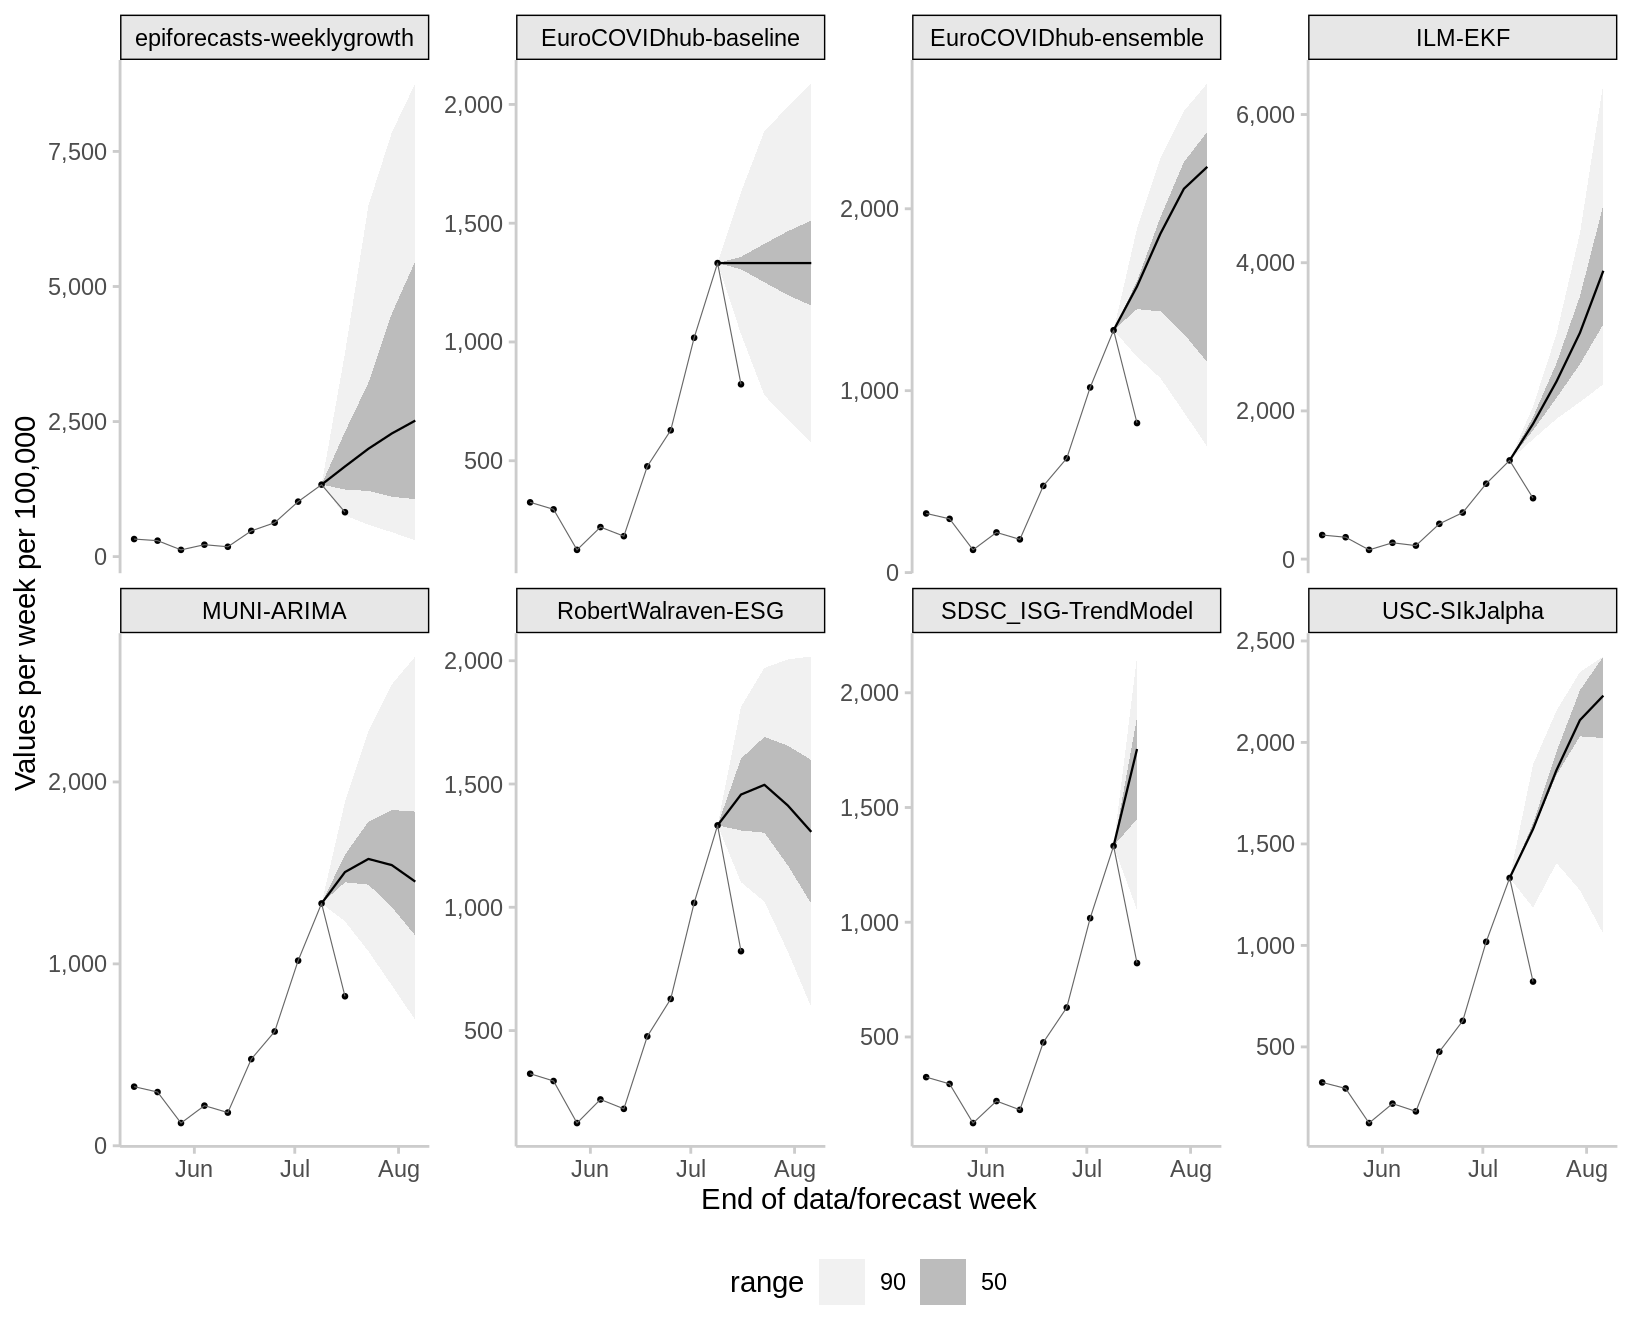 epiforecasts-weeklygrowth
EuroCOVIDhub-baseline
EuroCOVIDhub-ensemble
ILM-EKF
7,500
5,000
2,500
0
2,000
1,500
1,000
500
2,000
1,000
0
6,000
4,000
2,000
0
Values per week per 100,000
MUNI-ARIMA
RobertWalraven-ESG
SDSC_ISG-TrendModel
USC-SIkJalpha
2,000
1,000
0
2,000
1,500
1,000
500
2,000
1,500
1,000
500
2,500
2,000
1,500
1,000
500
Jun Jul Aug
Jun Jul Aug
Jun Jul Aug
Jun Jul Aug
End of data/forecast week
range 90 50